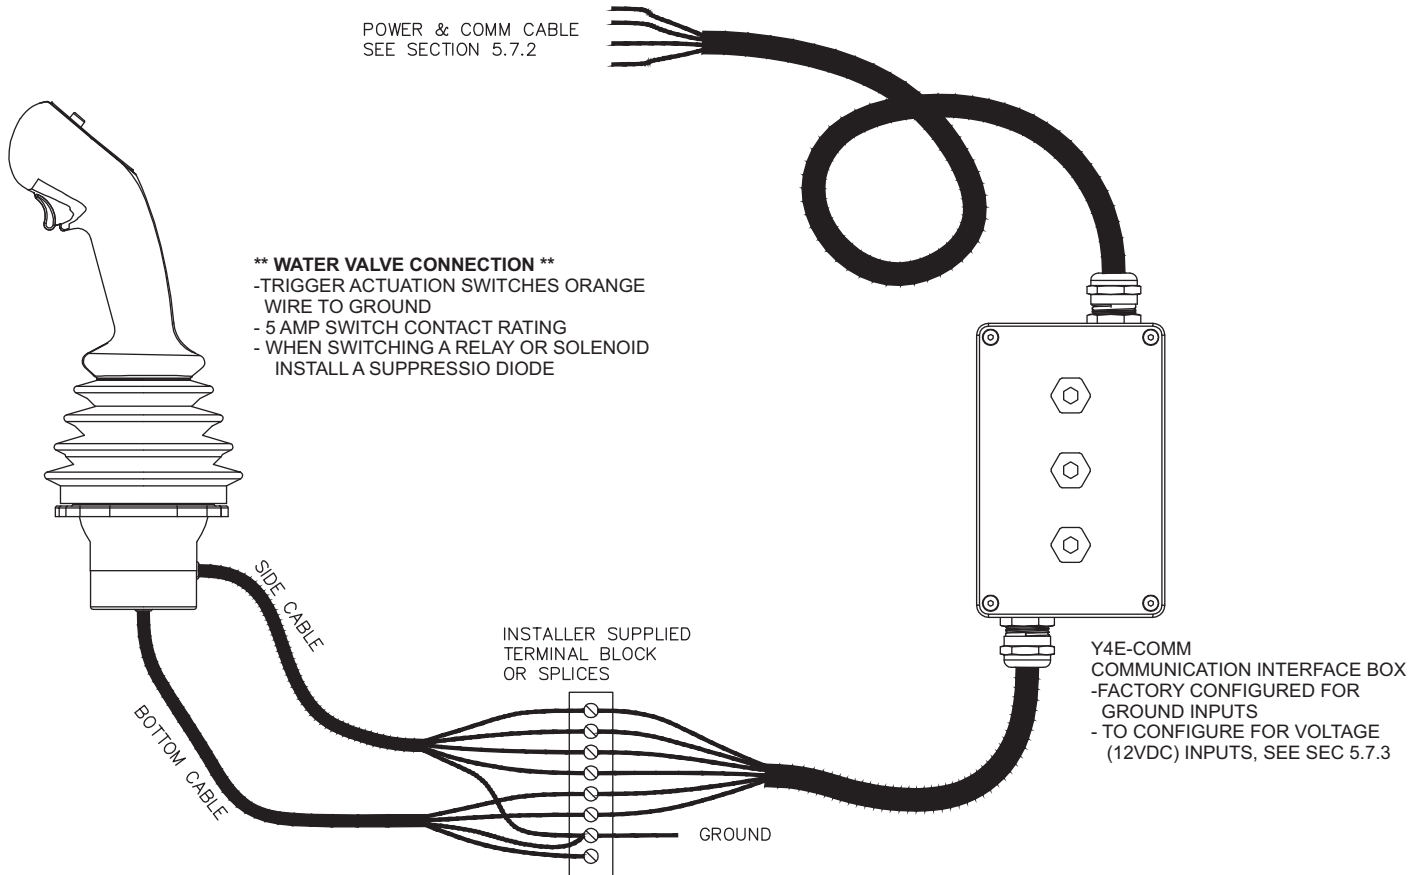 POWER & COMM CABLE
SEE SECTION 5.7.2
** WATER VALVE CONNECTION **
-TRIGGER ACTUATION SWITCHES ORANGE
WIRE TO GROUND
- 5 AMP SWITCH CONTACT RATING
- WHEN SWITCHING A RELAY OR SOLENOID
INSTALL A SUPPRESSIO DIODE
SIDE CABLE
BOTTOM CABLE
INSTALLER SUPPLIED
TERMINAL BLOCK
OR SPLICES
GROUND
Y4E-COMM
COMMUNICATION INTERFACE BOX
-FACTORY CONFIGURED FOR
GROUND INPUTS
- TO CONFIGURE FOR VOLTAGE
(12VDC) INPUTS, SEE SEC 5.7.3